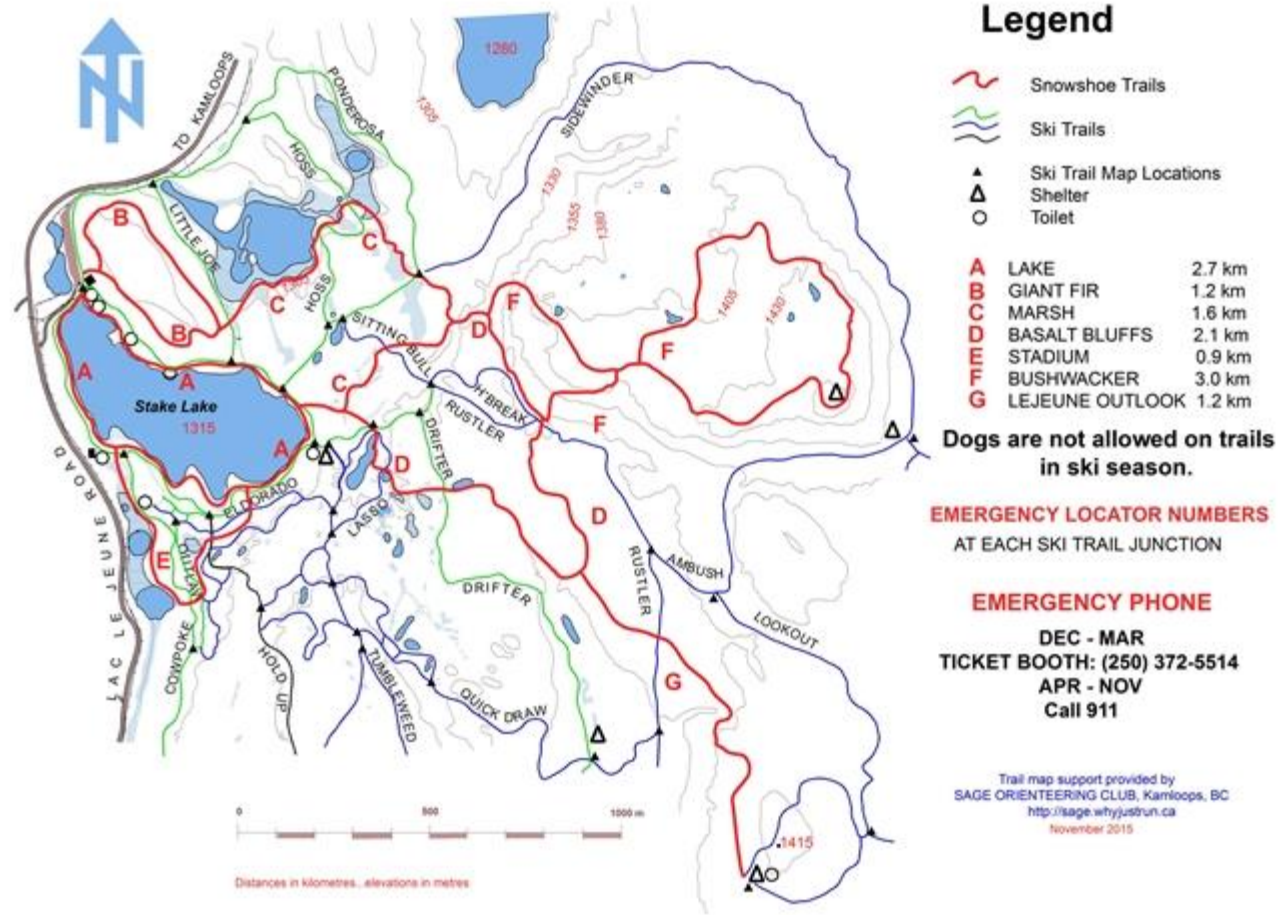 Legend
Snowshoe Trails
Ski Trails
Ski Trail Map Locations
Shelter
Toilet
A LAKE 2.7 km
B GIANT FIR 1.2 km
C MARSH 1.6 km
D BASALT BLUFFS 2.1 km
E STADIUM 0.9 km
F BUSHWACKER 3.0 km
G LEJEUNE OUTLOOK 1.2 km
Dogs are not allowed on trails
in ski season.
EMERGENCY LOCATOR NUMBERS
AT EACH SKI TRAIL JUNCTION
EMERGENCY PHONE
DEC - MAR
TICKET BOOTH: (250) 372-5514
APR - NOV
Call 911
Trail map support provided by
SAGE ORIENTEERING CLUB, Kamloops, BC
http://sage.whyjustrun.ca
November 2015
N
TO KAMLOOPS
PONDEROSA
1305
1280
SIDEWINDER
HOSS
1330
1355
1380
B
LITTLE JOE
C
C
HOSS
B
SITTING BULL
D
F
F
1405
1430
A
A
Stake Lake
1315
C
H'BREAK
RUSTLER
F
A
DRIFTER
D
LAC LE JEUNE ROAD
ELDORADO
LASSO
D
E
OUTLAW
RUSTLER
AMBUSH
DRIFTER
LOOKOUT
COWPOKE
HOLD UP
TUMBLEWEED
QUICK DRAW
G
1415
0 500 1000 m
Distances in kilometres., elevations in metres